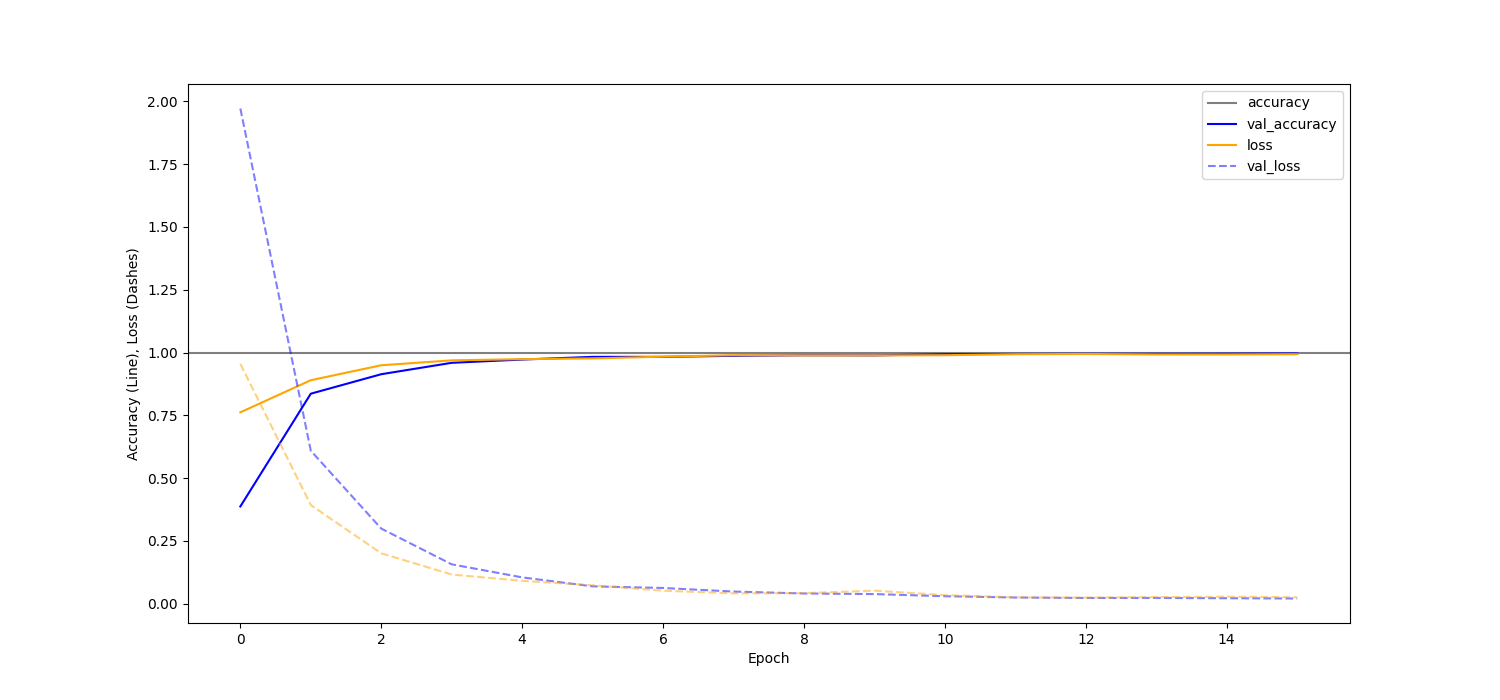 accuracy
val_accuracy
loss
val_loss
2.00
1.75
1.50
1.25
1.00
0.75
0.50
0.25
0.00
Accuracy (Line), Loss (Dashes)
0 2 4 6 8 10 12 14
Epoch